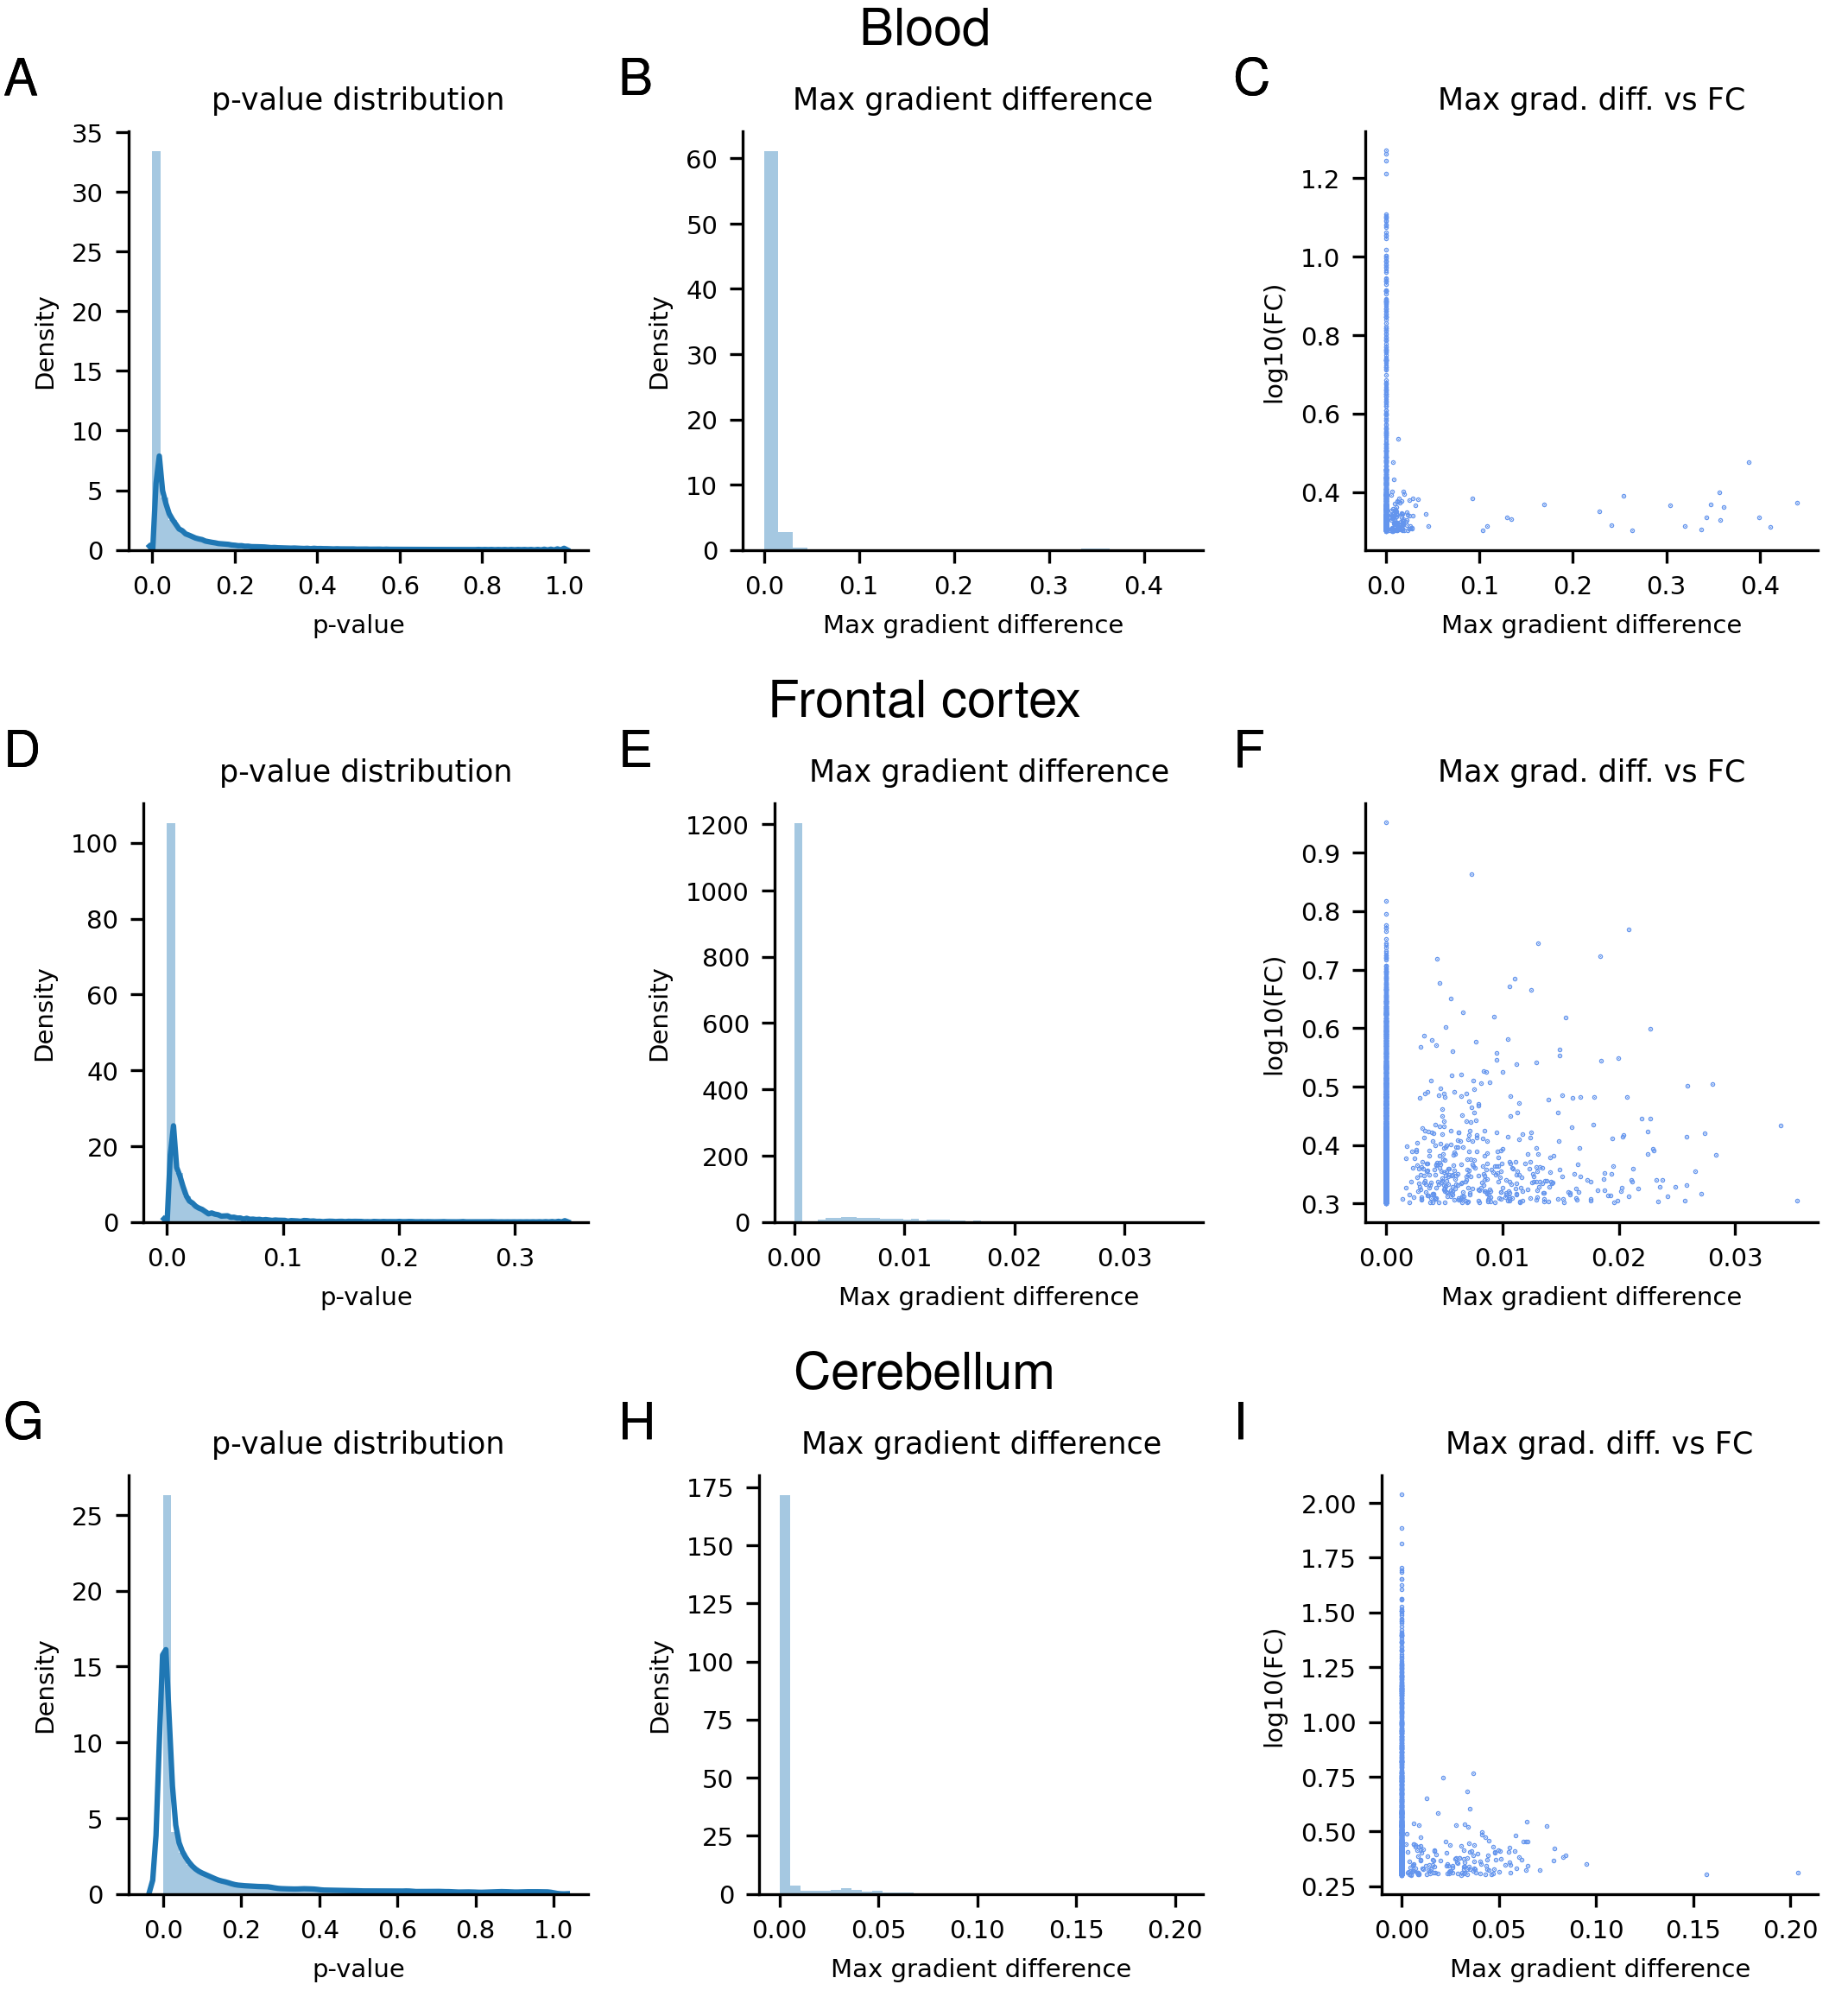 Blood
A
p-value distribution
35
30
25
20
15
10
5
0
Density
0.0 0.2 0.4 0.6 0.8 1.0
p-value
B
Max gradient difference
60
50
40
30
20
10
0
Density
0.0 0.1 0.2 0.3 0.4
Max gradient difference
C
Max grad. diff. vs FC
1.2
1.0
0.8
0.6
0.4
log10(FC)
0.0 0.1 0.2 0.3 0.4
Max gradient difference
Frontal cortex
D
p-value distribution
100
80
60
40
20
0
Density
0.0 0.1 0.2 0.3
p-value
E
Max gradient difference
1200
1000
800
600
400
200
0
Density
0.00 0.01 0.02 0.03
Max gradient difference
F
Max grad. diff. vs FC
0.9
0.8
0.7
0.6
0.5
0.4
0.3
log10(FC)
0.00 0.01 0.02 0.03
Max gradient difference
Cerebellum
G
p-value distribution
25
20
15
10
5
0
Density
0.0 0.2 0.4 0.6 0.8 1.0
p-value
H
Max gradient difference
175
150
125
100
75
50
25
0
Density
0.00 0.05 0.10 0.15 0.20
Max gradient difference
I
Max grad. diff. vs FC
2.00
1.75
1.50
1.25
1.00
0.75
0.50
0.25
log10(FC)
0.00 0.05 0.10 0.15 0.20
Max gradient difference